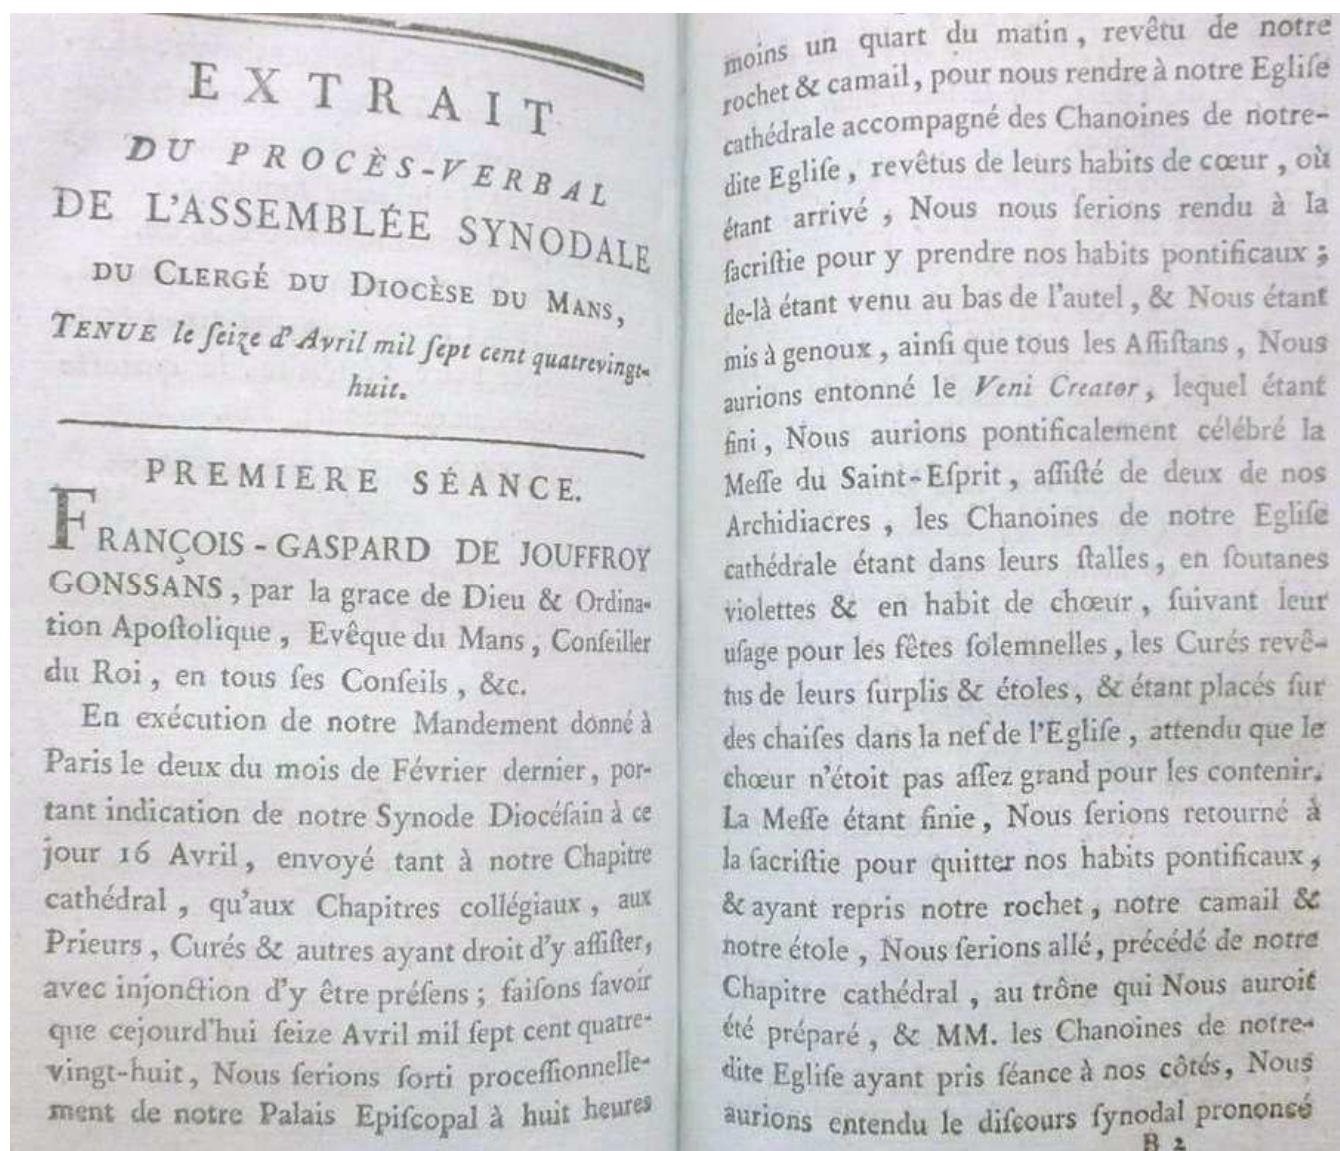 EXTRAIT
DU PROCÈS-VERBAL
DE L'ASSEMBLÉE SYNODALE
DU CLERGÉ DU DIOCÈSE DU MANS,
TENUE le ſeize d'Avril mil ſept cent quatrevingt-
huit.
PREMIERE SÉANCE.
FRANÇOIS-GASPARD DE JOUFFROY
GONSSANS, par la grace de Dieu & Ordina-
tion Apoſtolique, Evêque du Mans, Conſeiller
du Roi, en tous ſes Conſeils, &c.
En exécution de notre Mandement donné à
Paris le deux du mois de Février dernier, por-
tant indication de notre Synode Diocéſain à ce
jour 16 Avril, envoyé tant à notre Chapitre
cathédral, qu'aux Chapitres collégiaux, aux
Prieurs, Curés & autres ayant droit d'y aſſiſter,
avec injonction d'y être préſens; faiſons ſavoir
que cejourd'hui ſeize Avril mil ſept cent quatre-
vingt-huit, Nous ſerions ſorti proceſſionnelle-
ment de notre Palais Epiſcopal à huit heures
moins un quart du matin, revêtu de notre
rochet & camail, pour nous rendre à notre Egliſe
cathédrale accompagné des Chanoines de notre-
dite Egliſe, revêtus de leurs habits de cœur, où
étant arrivé, Nous nous ſerions rendu à la
ſacriſtie pour y prendre nos habits pontificaux;
de-là étant venu au bas de l'autel, & Nous étant
mis à genoux, ainſi que tous les Aſſiſtans, Nous
aurions entonné le Veni Creator, lequel étant
fini, Nous aurions pontificalement célébré la
Meſſe du Saint-Eſprit, aſſiſté de deux de nos
Archidiacres, les Chanoines de notre Egliſe
cathédrale étant dans leurs ſtalles, en ſoutanes
violettes & en habit de chœur, ſuivant leur
uſage pour les fêtes ſolemnelles, les Curés revê-
tus de leurs ſurplis & étoles, & étant placés ſur
des chaiſes dans la nef de l'Egliſe, attendu que le
chœur n'étoit pas aſſez grand pour les contenir.
La Meſſe étant finie, Nous ſerions retourné à
la ſacriſtie pour quitter nos habits pontificaux,
& ayant repris notre rochet, notre camail &
notre étole, Nous ſerions allé, précédé de notre
Chapitre cathédral, au trône qui Nous auroit
été préparé, & MM. les Chanoines de notre-
dite Egliſe ayant pris ſéance à nos côtés, Nous
aurions entendu le diſcours ſynodal prononcé
B 2